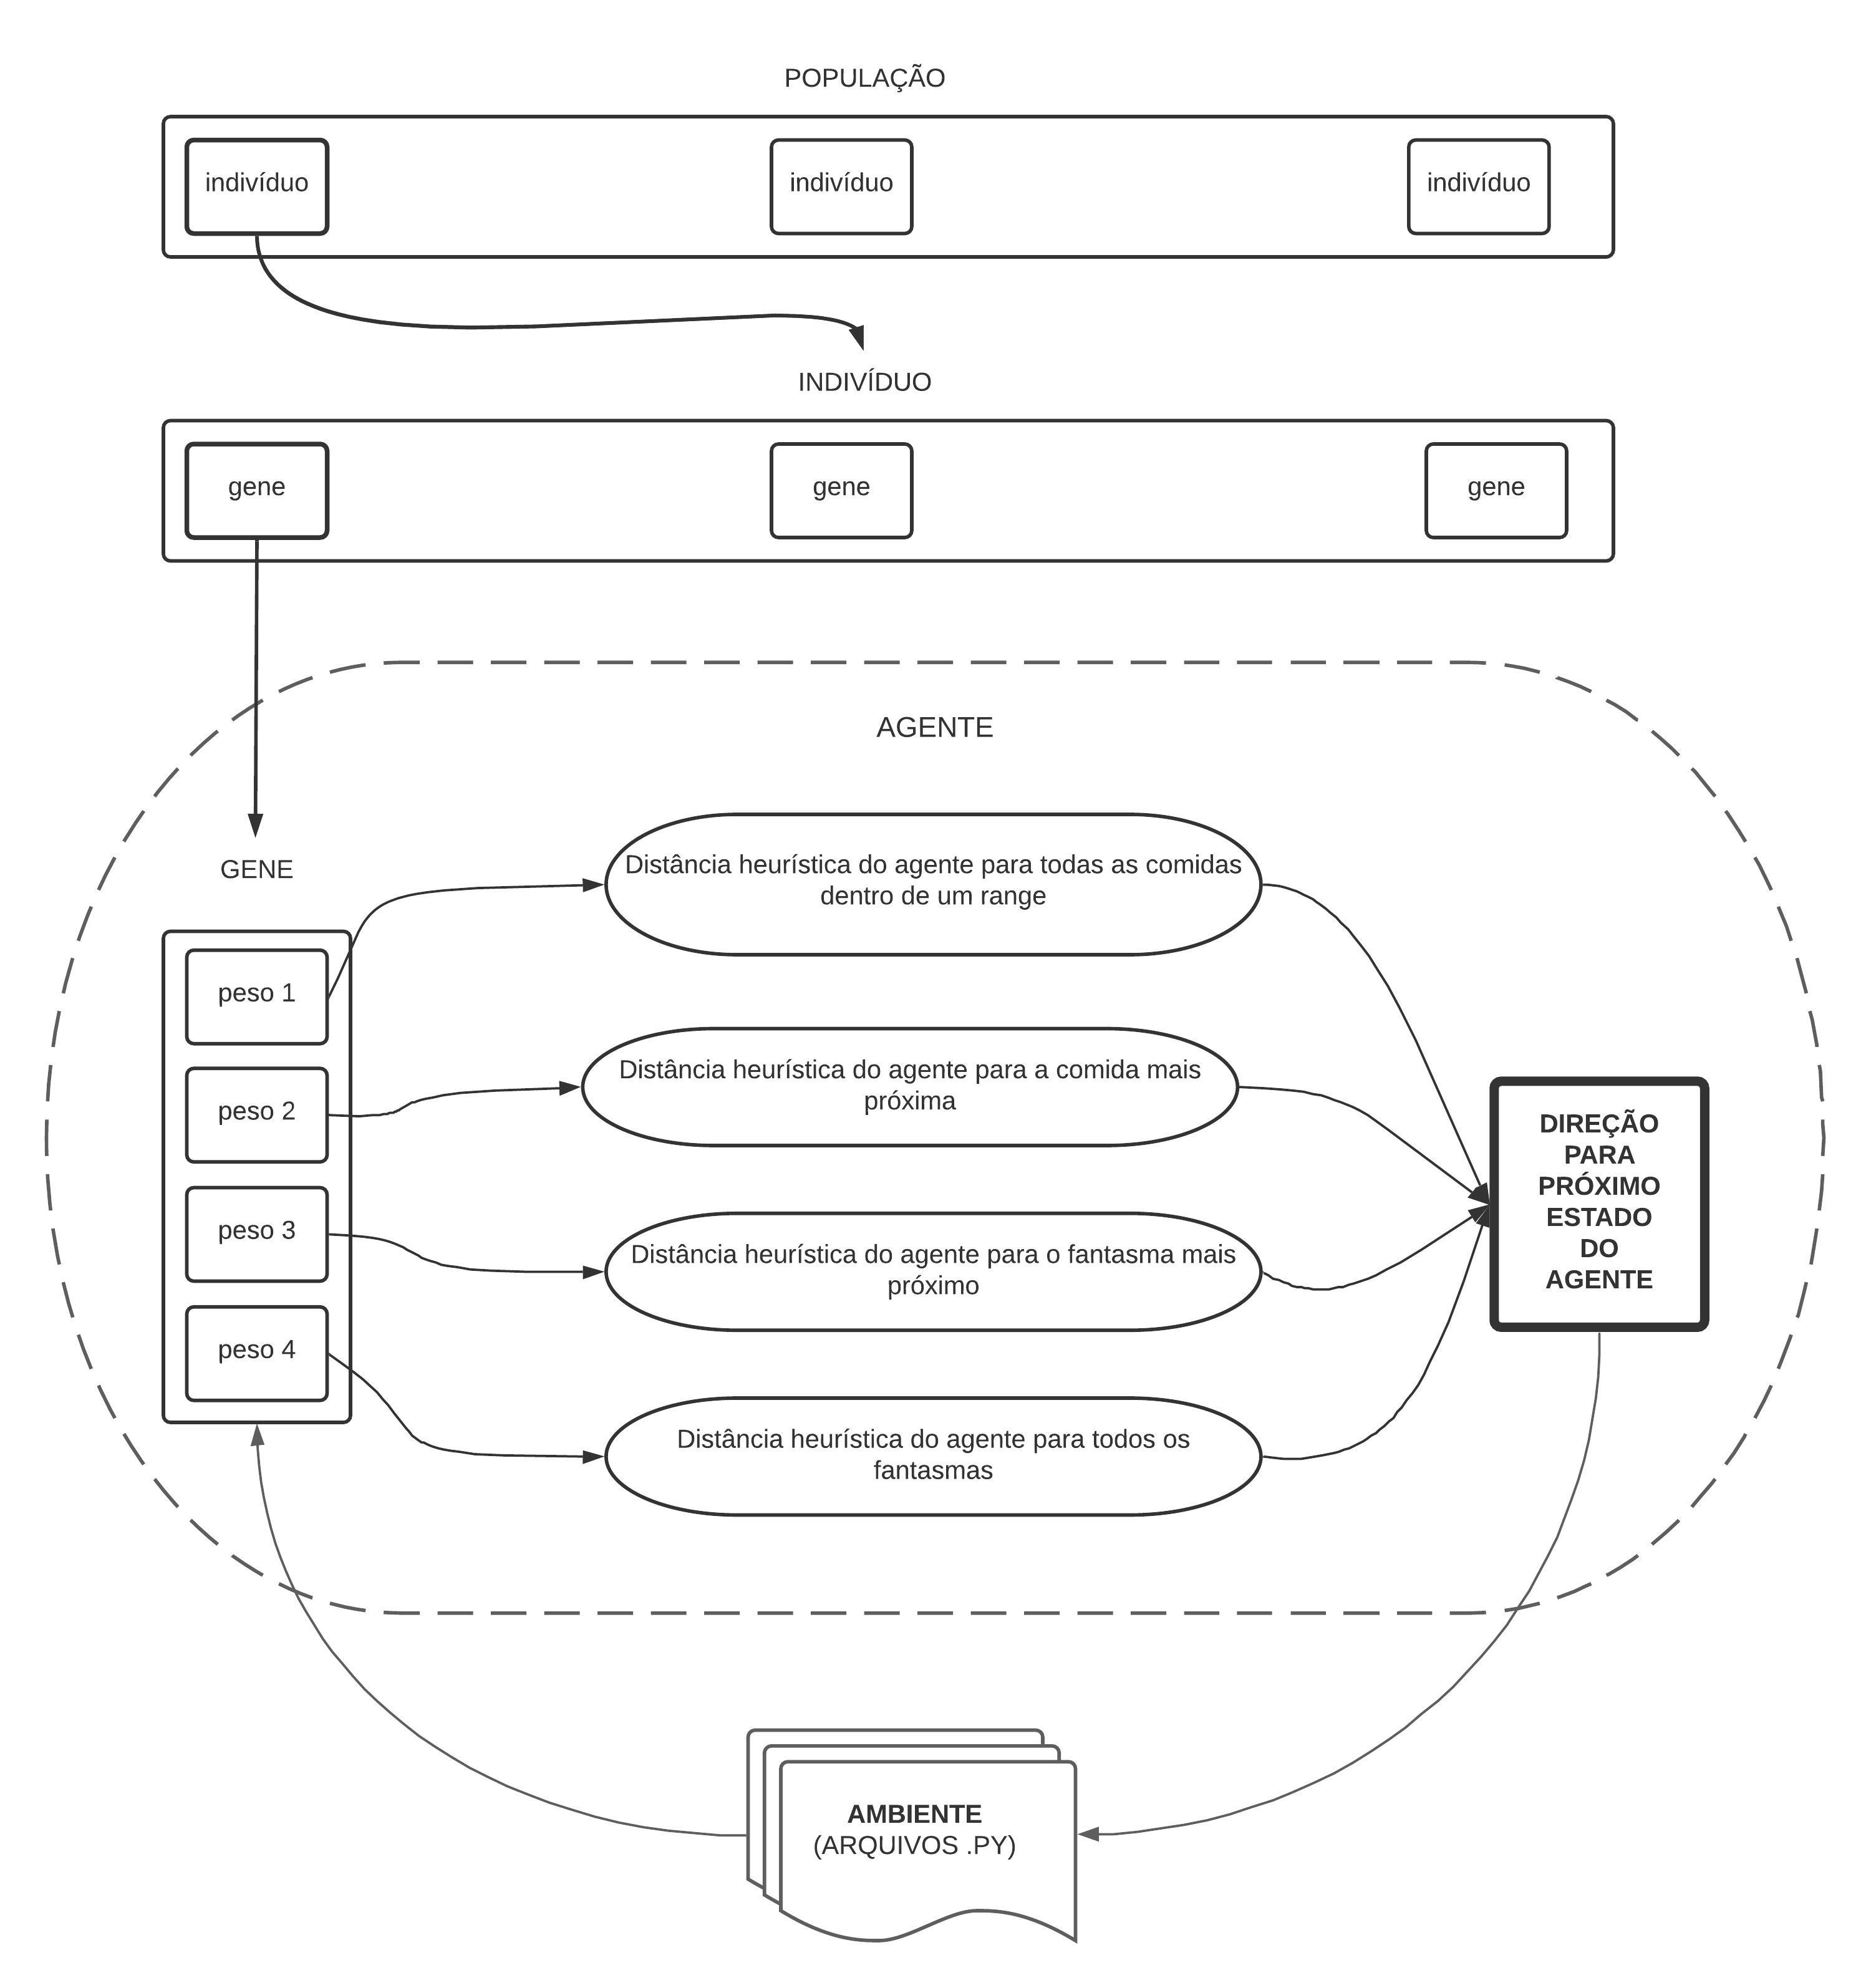 POPULAÇÃO
indivíduo
indivíduo
indivíduo
INDIVÍDUO
gene
gene
gene
AGENTE
GENE
Distância heurística do agente para todas as comidas
dentro de um range
peso 1
Distância heurística do agente para a comida mais
próxima
peso 2
Distância heurística do agente para o fantasma mais
próximo
peso 3
Distância heurística do agente para todos os
fantasmas
peso 4
DIREÇÃO
PARA
PRÓXIMO
ESTADO
DO
AGENTE
AMBIENTE
(ARQUIVOS .PY)